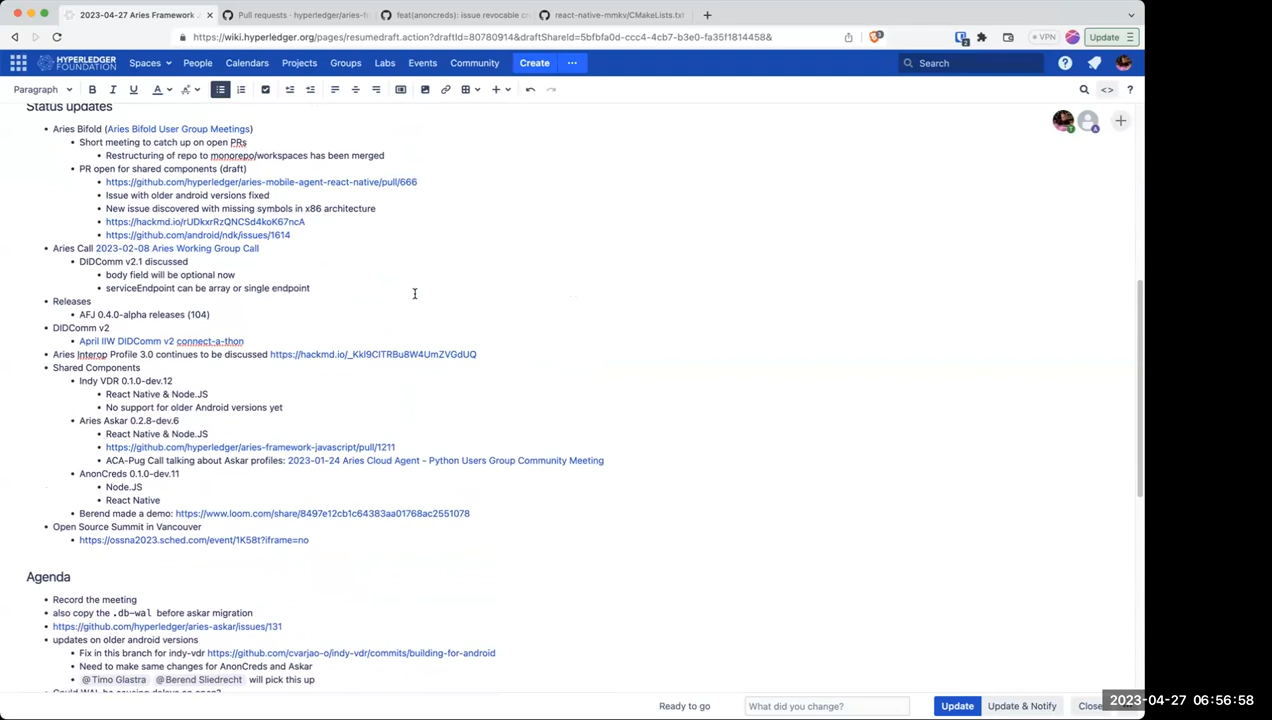 2023-04-27 Aries Framework
Pull requests · hyperledger/aries-f
feat(anoncreds): issue revocable cr
react-native-mmkv/CMakeLists.txt
https://wiki.hyperledger.org/pages/resumedraft.action?draftId=80780914&draftShareId=5bfbfa0d-ccc4-4cb7-b3e0-fa35f1814458&
VPN
Update
HYPERLEDGER FOUNDATION
Spaces People Calendars Projects Groups Labs Events Community Create ... Search
Paragraph B I U A
Status updates
• Aries Bifold (Aries Bifold User Group Meetings)
• Short meeting to catch up on open PRs
• Restructuring of repo to monorepo/workspaces has been merged
• PR open for shared components (draft)
• https://github.com/hyperledger/aries-mobile-agent-react-native/pull/666
• Issue with older android versions fixed
• New issue discovered with missing symbols in x86 architecture
• https://hackmd.io/rUDkxrRzQNCSd4koK67ncA
• https://github.com/android/ndk/issues/1614
• Aries Call 2023-02-08 Aries Working Group Call
• DIDComm v2.1 discussed
• body field will be optional now
• serviceEndpoint can be array or single endpoint
• Releases
• AFJ 0.4.0-alpha releases (104)
• DIDComm v2
• April IIW DIDComm v2 connect-a-thon
• Aries Interop Profile 3.0 continues to be discussed https://hackmd.io/_Kkl9CITRBu8W4UmZVGdUQ
• Shared Components
• Indy VDR 0.1.0-dev.12
• React Native & Node.JS
• No support for older Android versions yet
• Aries Askar 0.2.8-dev.6
• React Native & Node.JS
• https://github.com/hyperledger/aries-framework-javascript/pull/1211
• ACA-Pug Call talking about Askar profiles: 2023-01-24 Aries Cloud Agent - Python Users Group Community Meeting
• AnonCreds 0.1.0-dev.11
• Node.JS
• React Native
• Berend made a demo: https://www.loom.com/share/8497e12cb1c64383aa01768ac2551078
• Open Source Summit in Vancouver
• https://ossna2023.sched.com/event/1K58t?iframe=no
Agenda
• Record the meeting
• also copy the .db-wal before askar migration
• https://github.com/hyperledger/aries-askar/issues/131
• updates on older android versions
• Fix in this branch for indy-vdr https://github.com/cvarjao-o/indy-vdr/commits/building-for-android
• Need to make same changes for AnonCreds and Askar
• @Timo Glastra @Berend Sliedrecht will pick this up
• Could WAL be causing delays on open?
Ready to go What did you change? Update Update & Notify Close
2023-04-27 06:56:58